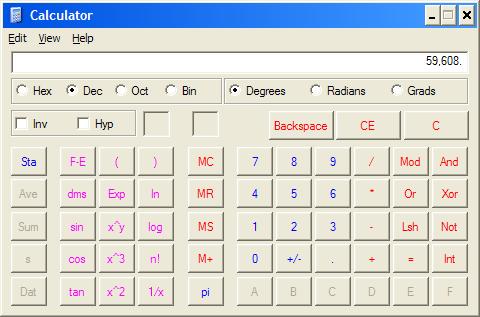 Calculator
Edit View Help
59,608.
Hex Dec Oct Bin Degrees Radians Grads
Inv Hyp Backspace CE C
Sta F-E ( ) MC 7 8 9 / Mod And
Ave dms Exp ln MR 4 5 6 * Or Xor
Sum sin x^y log MS 1 2 3 - Lsh Not
s cos x^3 n! M+ 0 +/- . + = Int
Dat tan x^2 1/x pi A B C D E F